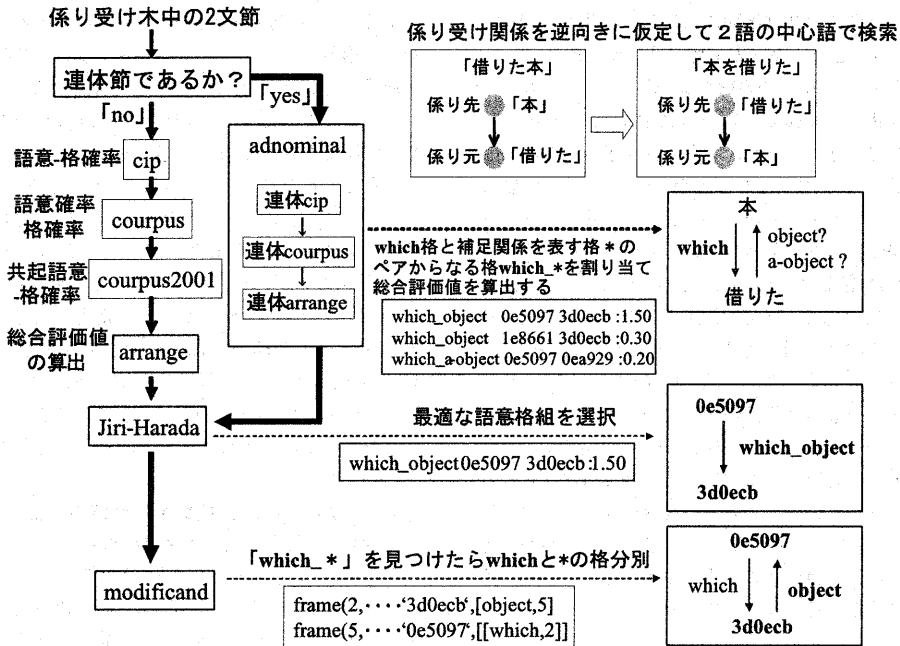 係り受け木中の2文節
連体節であるか？
「no」
「yes」
語意-格確率
cip
語意確率
格確率
courpus
共起語意
-格確率
courpus2001
総合評価値
の算出
arrange
adnominal
連体cip
連体courpus
連体arrange
Jiri-Harada
modificand
係り受け関係を逆向きに仮定して２語の中心語で検索
「借りた本」
係り先「本」
係り元「借りた」
「本を借りた」
係り先「借りた」
係り元「本」
which格と補足関係を表す格＊の
ペアからなる格which_*を割り当て
総合評価値を算出する
which_object 0e5097 3d0ecb :1.50
which_object 1e8661 3d0ecb :0.30
which_a-object 0e5097 0ea929 :0.20
本
which
object?
a-object ?
借りた
最適な語意格組を選択
which_object0e5097 3d0ecb:1.50
0e5097
which_object
3d0ecb
「which_＊」を見つけたらwhichと*の格分別
frame(2,‥‥‘3d0ecb‘,[object,5]
frame(5,‥‥‘0e5097‘,[[which,2]]
0e5097
which
object
3d0ecb